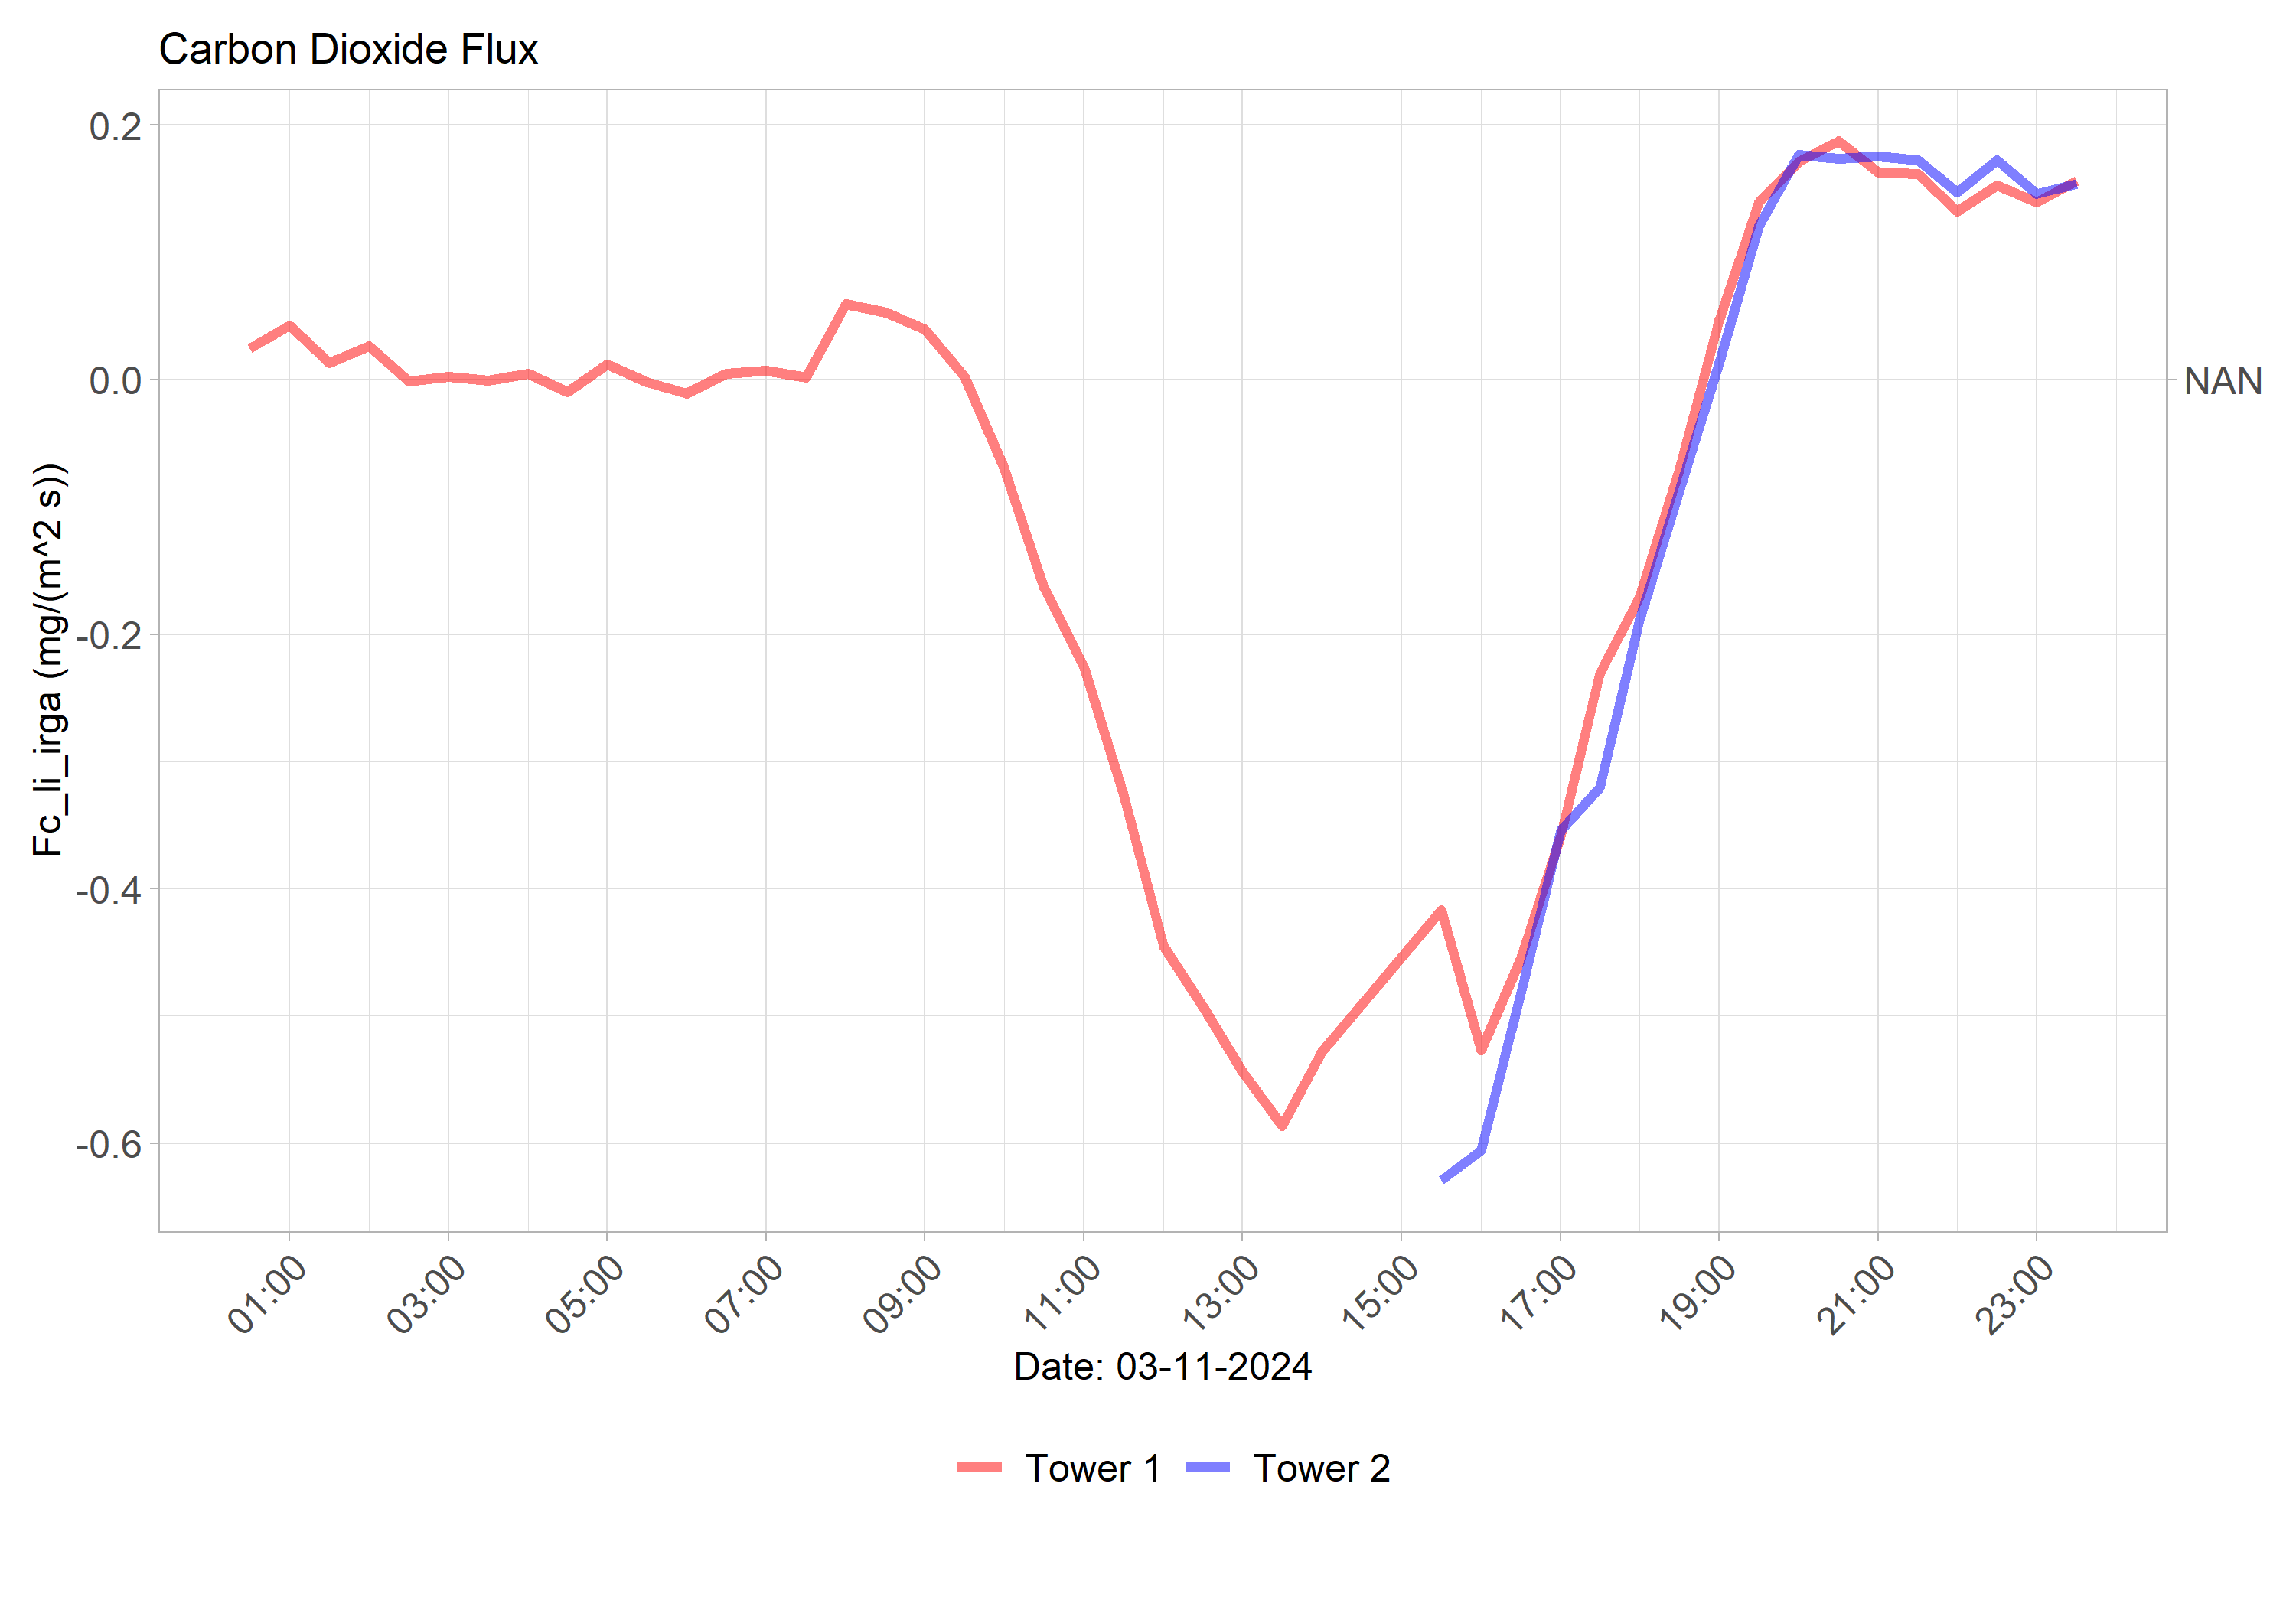 Carbon Dioxide Flux
Fc_li_irga (mg/(m^2 s))
0.2
0.0
-0.2
-0.4
-0.6
NAN
01:00
03:00
05:00
07:00
09:00
11:00
13:00
15:00
17:00
19:00
21:00
23:00
Date: 03-11-2024
Tower 1
Tower 2